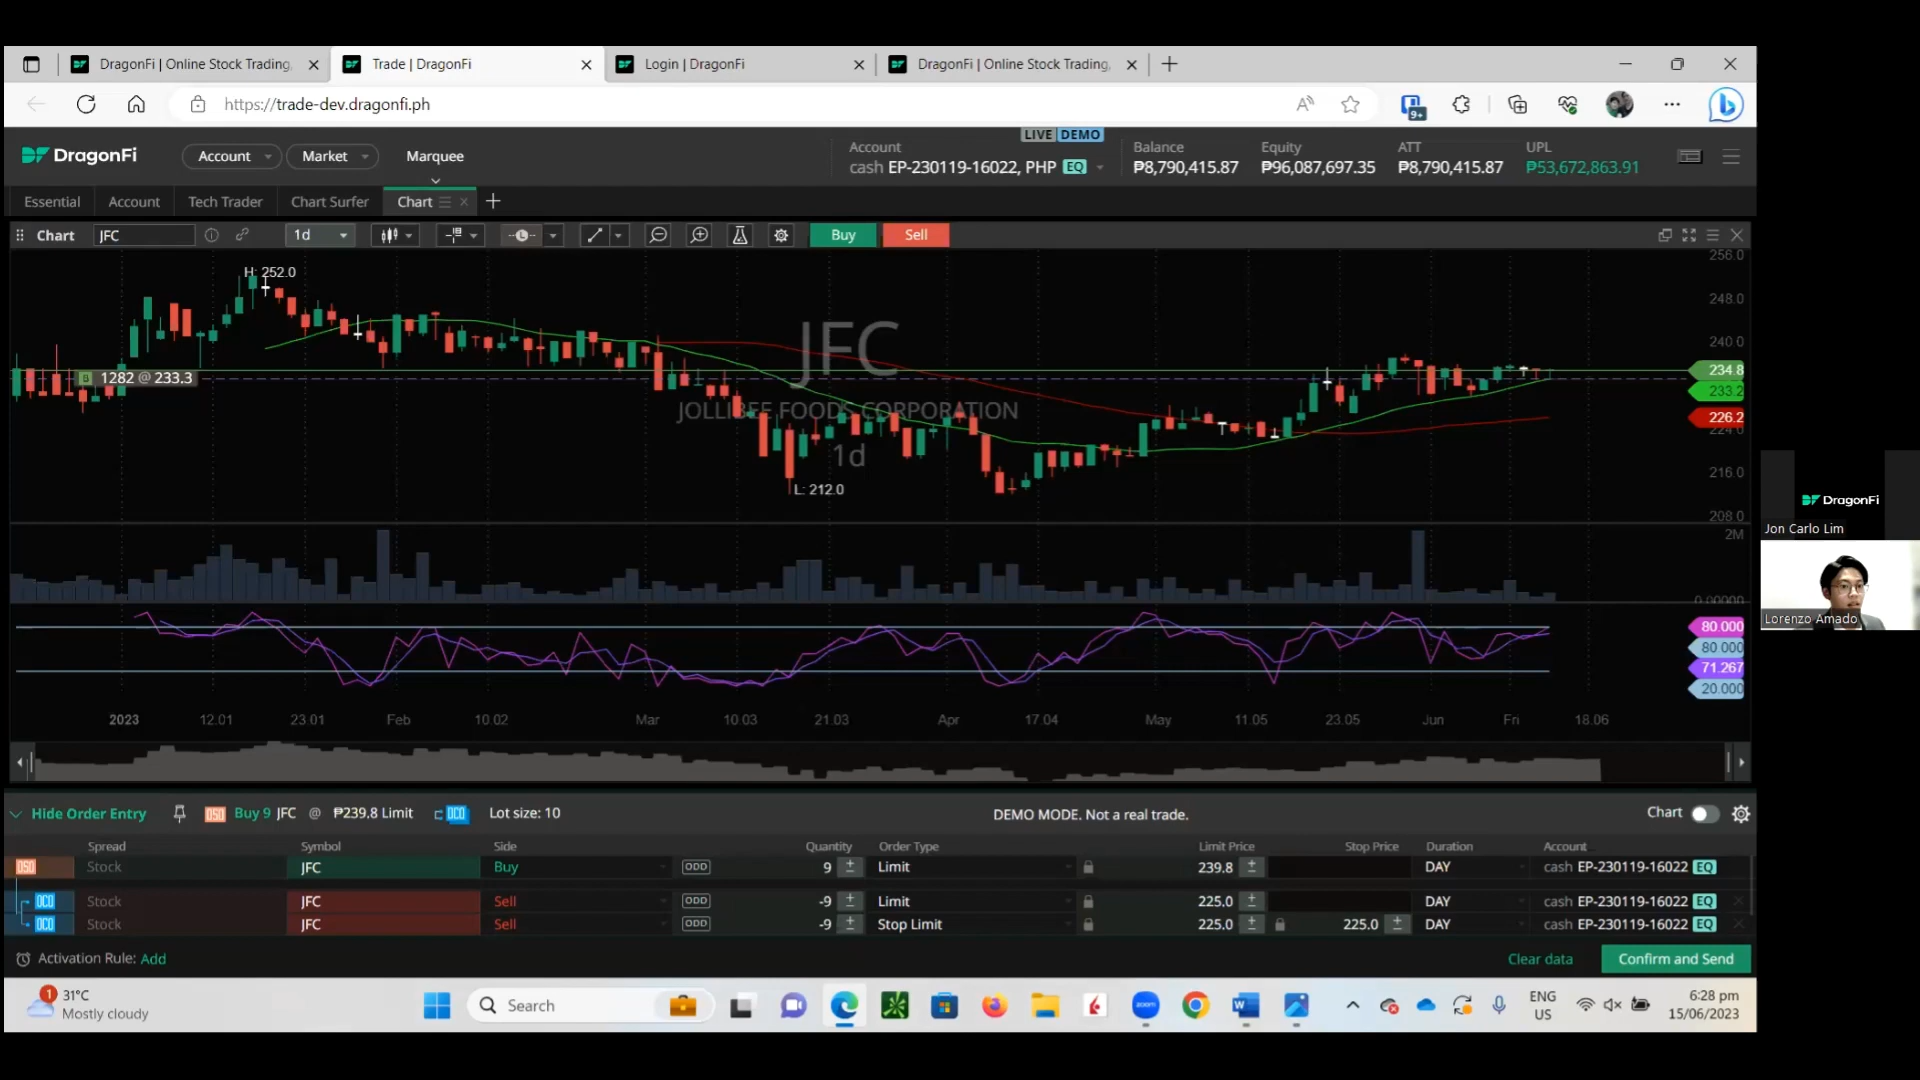 DragonFi | Online Stock Trading,
Trade | DragonFi
Login | DragonFi
DragonFi | Online Stock Trading,
https://trade-dev.dragonfi.ph
9+
DragonFi
Account
Market
Marquee
LIVE DEMO
Account
cash EP-230119-16022, PHP EQ
Balance
₱8,790,415.87
Equity
₱96,087,697.35
ATT
₱8,790,415.87
UPL
₱53,672,863.91
Essential
Account
Tech Trader
Chart Surfer
Chart
Chart
JFC
1d
Buy
Sell
H: 252.0
JFC
JOLLIBEE FOODS CORPORATION
1d
B 1282 @ 233.3
L: 212.0
256.0
248.0
240.0
234.8
233.2
226.2
224.0
216.0
208.0
2M
0.00000
80.000
80.000
71.267
20.000
2023 12.01 23.01 Feb 10.02 Mar 10.03 21.03 Apr 17.04 May 11.05 23.05 Jun Fri 18.06
Hide Order Entry
OSO Buy 9 JFC @ ₱239.8 Limit OCO Lot size: 10
DEMO MODE. Not a real trade.
Chart
Spread Symbol Side Quantity Order Type Limit Price Stop Price Duration Account
OSO Stock JFC Buy ODD 9 Limit 239.8 DAY cash EP-230119-16022 EQ
OCO Stock JFC Sell ODD -9 Limit 225.0 DAY cash EP-230119-16022 EQ
OCO Stock JFC Sell ODD -9 Stop Limit 225.0 225.0 DAY cash EP-230119-16022 EQ
Activation Rule: Add
Clear data
Confirm and Send
1
31°C
Mostly cloudy
Search
zoom
ENG
US
6:28 pm
15/06/2023
DragonFi
Jon Carlo Lim
Lorenzo Amado